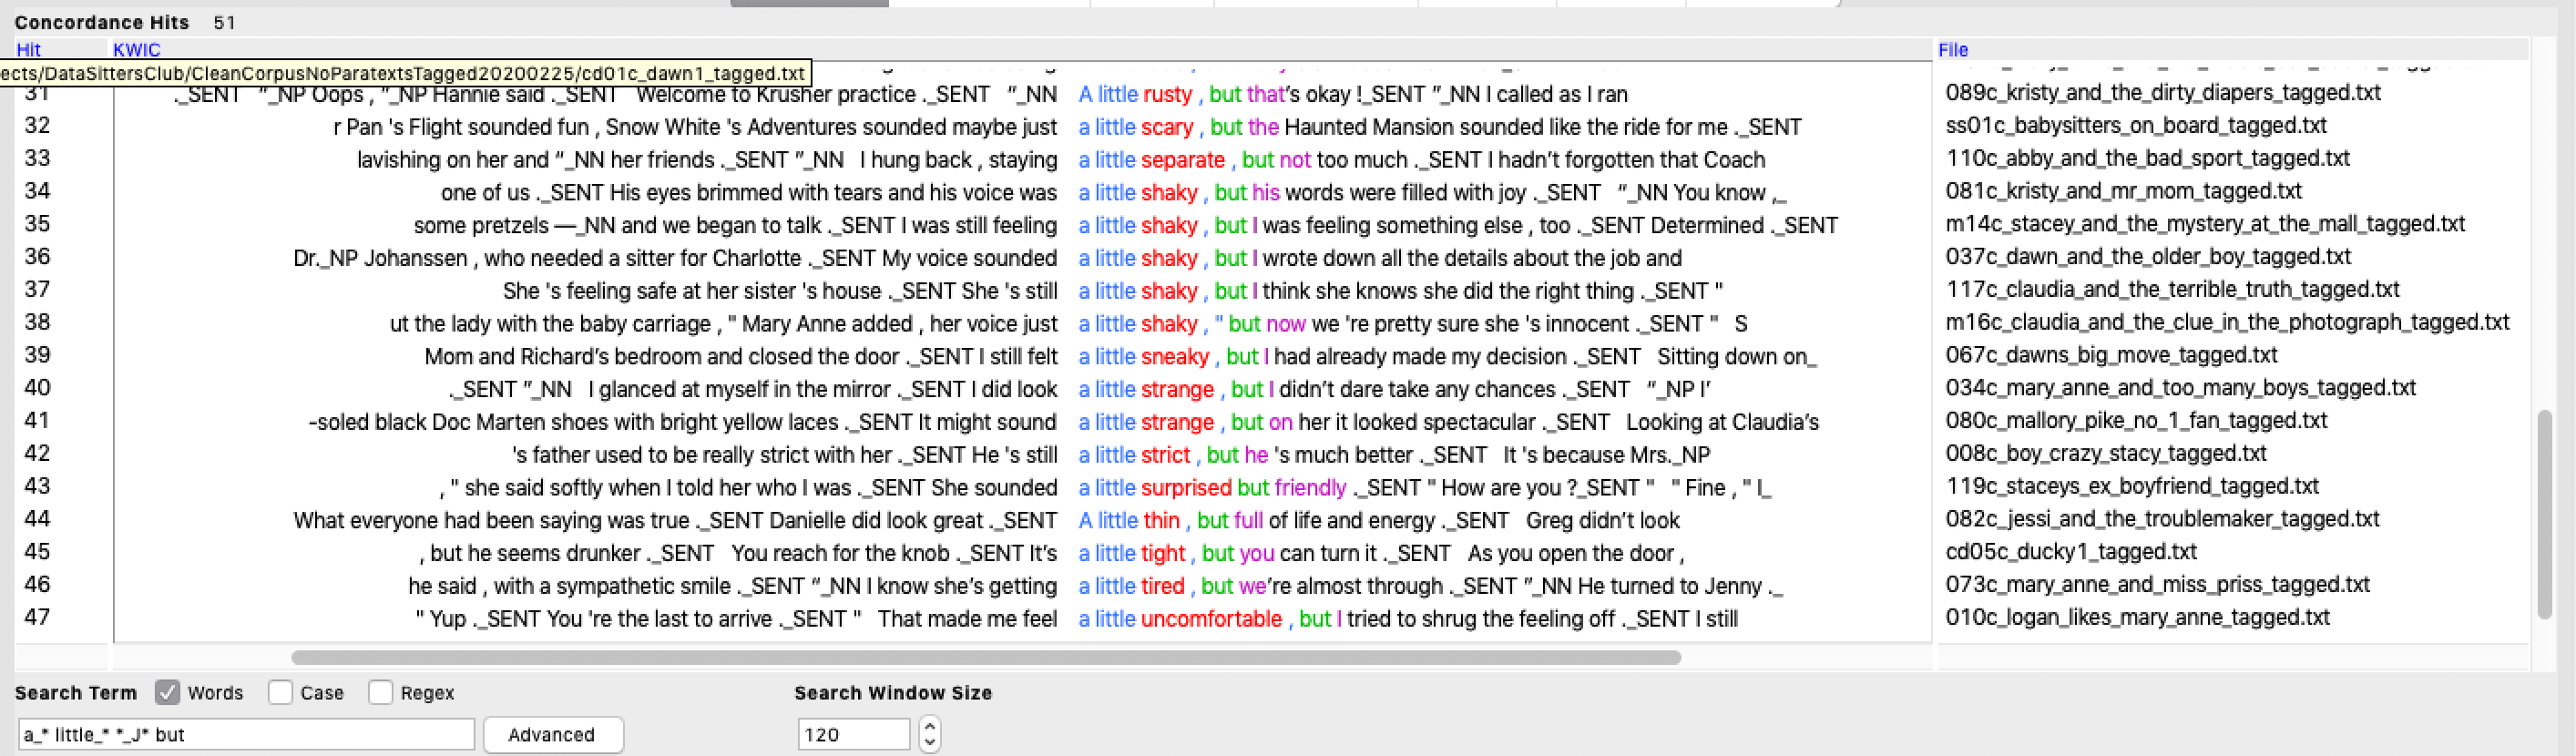 Concordance Hits 51
Hit KWIC File
ects/DataSittersClub/CleanCorpusNoParatextsTagged20200225/cd01c_dawn1_tagged.txt
31 ._SENT “_NP Oops , “_NP Hannie said ._SENT Welcome to Krusher practice ._SENT “_NN A little rusty , but that’s okay !_SENT ”_NN I called as I ran 089c_kristy_and_the_dirty_diapers_tagged.txt
32 r Pan 's Flight sounded fun , Snow White 's Adventures sounded maybe just a little scary , but the Haunted Mansion sounded like the ride for me ._SENT ss01c_babysitters_on_board_tagged.txt
33 lavishing on her and “_NN her friends ._SENT ”_NN I hung back , staying a little separate , but not too much ._SENT I hadn’t forgotten that Coach 110c_abby_and_the_bad_sport_tagged.txt
34 one of us ._SENT His eyes brimmed with tears and his voice was a little shaky , but his words were filled with joy ._SENT “_NN You know ,_ 081c_kristy_and_mr_mom_tagged.txt
35 some pretzels —_NN and we began to talk ._SENT I was still feeling a little shaky , but I was feeling something else , too ._SENT Determined ._SENT m14c_stacey_and_the_mystery_at_the_mall_tagged.txt
36 Dr._NP Johanssen , who needed a sitter for Charlotte ._SENT My voice sounded a little shaky , but I wrote down all the details about the job and 037c_dawn_and_the_older_boy_tagged.txt
37 She 's feeling safe at her sister 's house ._SENT She 's still a little shaky , but I think she knows she did the right thing ._SENT " 117c_claudia_and_the_terrible_truth_tagged.txt
38 ut the lady with the baby carriage , " Mary Anne added , her voice just a little shaky , " but now we 're pretty sure she 's innocent ._SENT " S m16c_claudia_and_the_clue_in_the_photograph_tagged.txt
39 Mom and Richard’s bedroom and closed the door ._SENT I still felt a little sneaky , but I had already made my decision ._SENT Sitting down on_ 067c_dawns_big_move_tagged.txt
40 ._SENT ”_NN I glanced at myself in the mirror ._SENT I did look a little strange , but I didn’t dare take any chances ._SENT “_NP I’ 034c_mary_anne_and_too_many_boys_tagged.txt
41 -soled black Doc Marten shoes with bright yellow laces ._SENT It might sound a little strange , but on her it looked spectacular ._SENT Looking at Claudia’s 080c_mallory_pike_no_1_fan_tagged.txt
42 's father used to be really strict with her ._SENT He 's still a little strict , but he 's much better ._SENT It 's because Mrs._NP 008c_boy_crazy_stacy_tagged.txt
43 , " she said softly when I told her who I was ._SENT She sounded a little surprised but friendly ._SENT " How are you ?_SENT " " Fine , " I_ 119c_staceys_ex_boyfriend_tagged.txt
44 What everyone had been saying was true ._SENT Danielle did look great ._SENT A little thin , but full of life and energy ._SENT Greg didn’t look 082c_jessi_and_the_troublemaker_tagged.txt
45 , but he seems drunker ._SENT You reach for the knob ._SENT It’s a little tight , but you can turn it ._SENT As you open the door , cd05c_ducky1_tagged.txt
46 he said , with a sympathetic smile ._SENT “_NN I know she’s getting a little tired , but we’re almost through ._SENT ”_NN He turned to Jenny ._ 073c_mary_anne_and_miss_priss_tagged.txt
47 " Yup ._SENT You 're the last to arrive ._SENT " That made me feel a little uncomfortable , but I tried to shrug the feeling off ._SENT I still 010c_logan_likes_mary_anne_tagged.txt
Search Term Words Case Regex Search Window Size
a_* little_* *_J* but Advanced 120